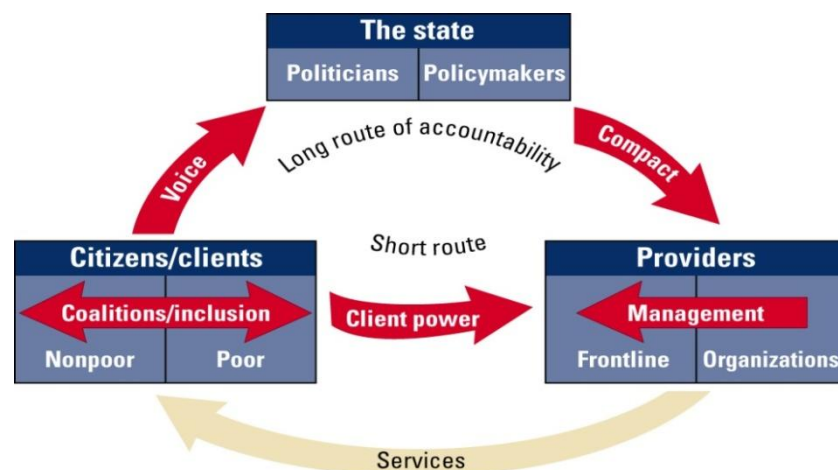 The state
Politicians Policymakers
Long route of accountability
Voice
Compact
Short route
Citizens/clients
Providers
Coalitions/inclusion
Client power
Management
Nonpoor Poor
Frontline Organizations
Services